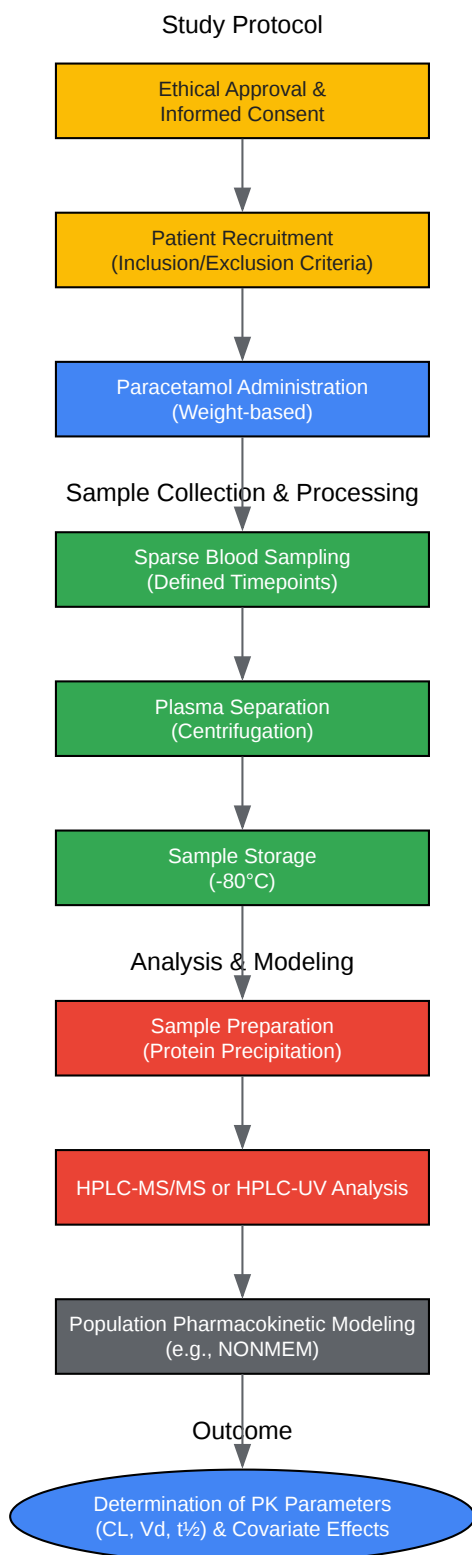 Study Protocol
Ethical Approval &
Informed Consent
Patient Recruitment
(Inclusion/Exclusion Criteria)
Paracetamol Administration
(Weight-based)
Sample Collection & Processing
Sparse Blood Sampling
(Defined Timepoints)
Plasma Separation
(Centrifugation)
Sample Storage
(-80°C)
Analysis & Modeling
Sample Preparation
(Protein Precipitation)
HPLC-MS/MS or HPLC-UV Analysis
Population Pharmacokinetic Modeling
(e.g., NONMEM)
Outcome
Determination of PK Parameters
(CL, Vd, t½) & Covariate Effects